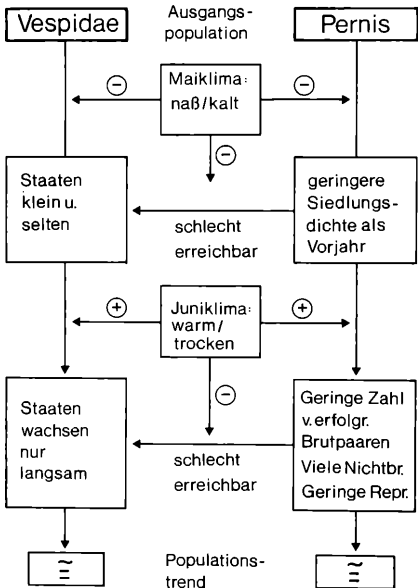 Vespidae
Ausgangs-
population
Pernis
Maiklima:
naß/kalt
−
−
−
Staaten
klein u.
selten
schlecht
erreichbar
geringere
Siedlungs-
dichte als
Vorjahr
Juniklima:
warm/
trocken
+
+
−
Staaten
wachsen
nur
langsam
schlecht
erreichbar
Geringe Zahl
v. erfolgr.
Brutpaaren
Viele Nichtbr.
Geringe Repr.
Populations-
trend